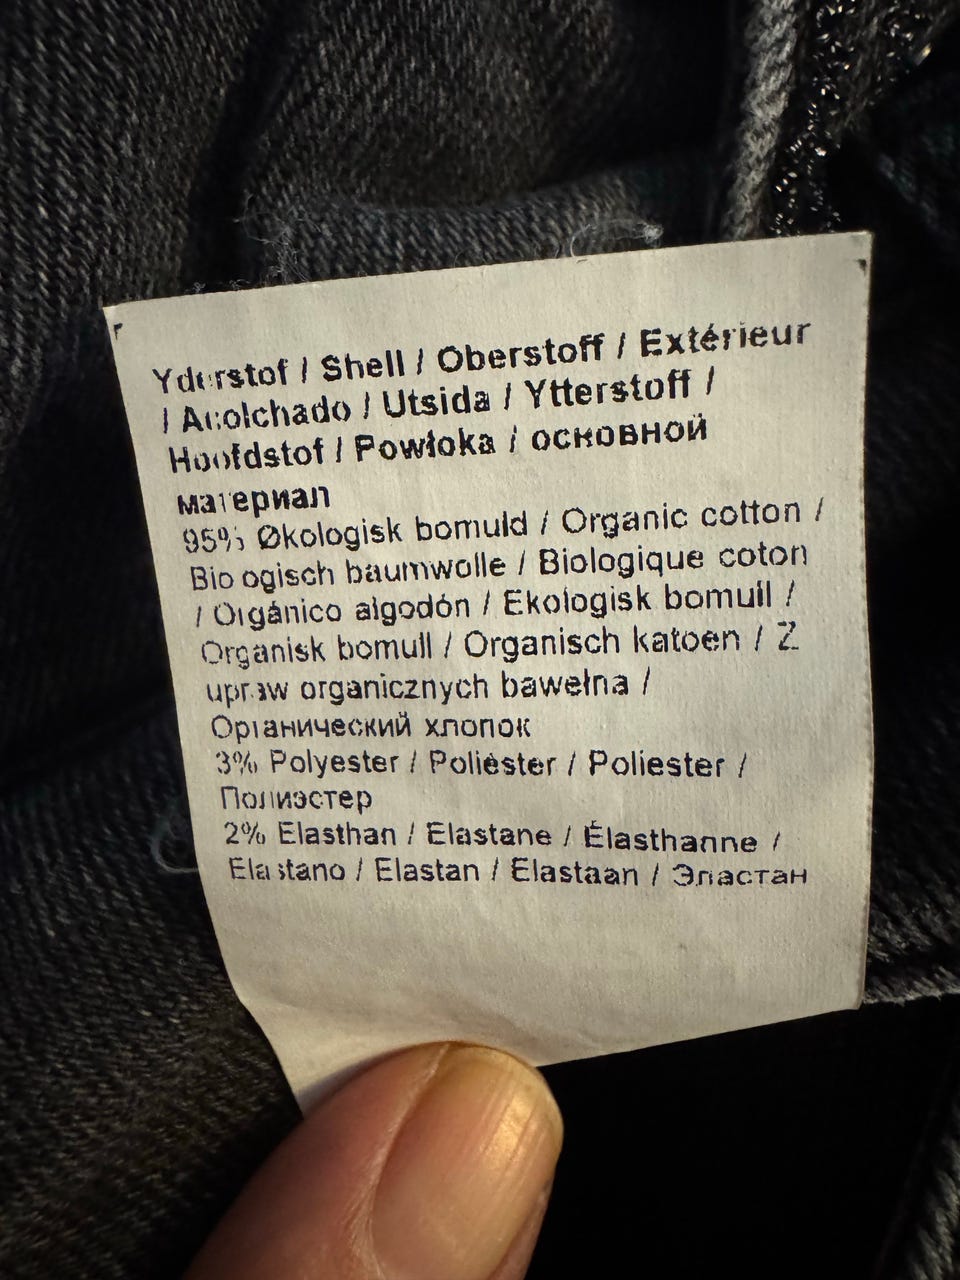 Yderstof / Shell / Oberstoff / Extérieur
/ Acolchado / Utsida / Ytterstoff /
Hoofdstof / Powłoka / основной
материал
95% Økologisk bomuld / Organic cotton /
Biologisch baumwolle / Biologique coton
/ Orgánico algodón / Ekologisk bomull /
Organisk bomull / Organisch katoen / Z
upraw organicznych bawełna /
Органический хлопок
3% Polyester / Poliéster / Poliester /
Полиэстер
2% Elasthan / Elastane / Élasthanne /
Elastano / Elastan / Elastaan / Эластан